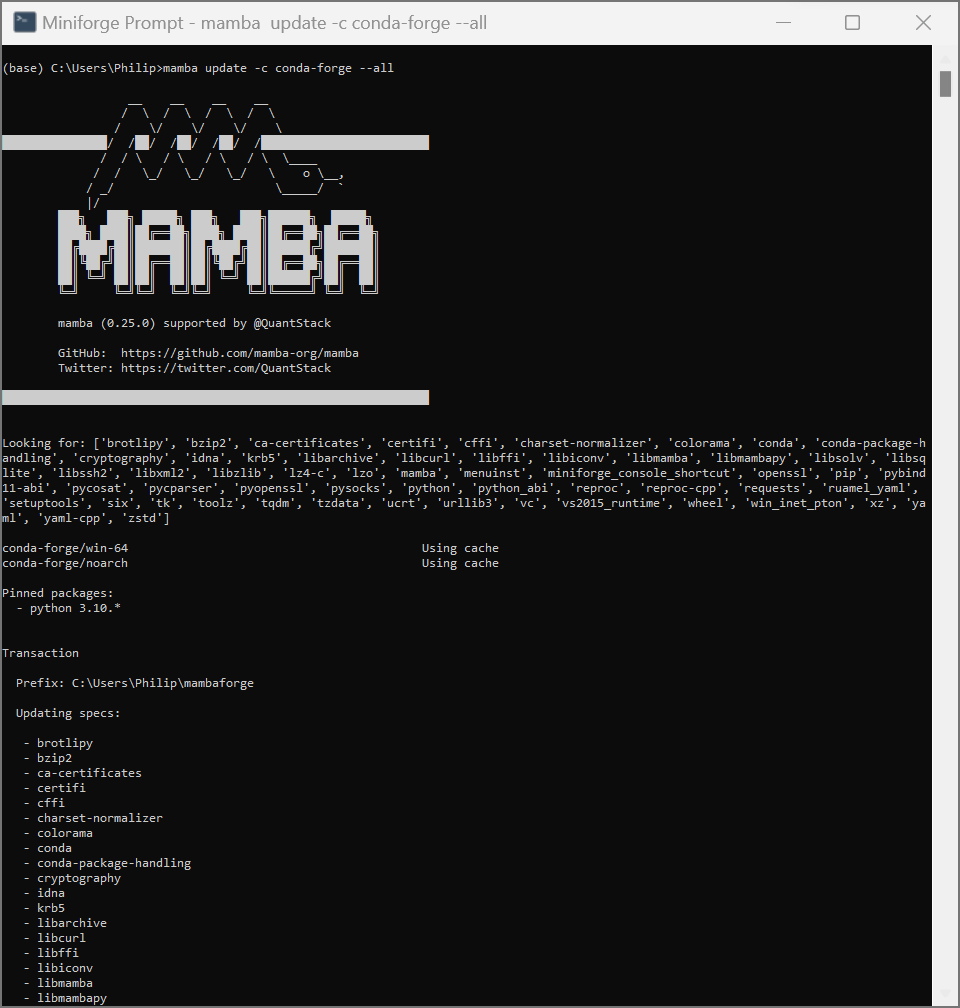 Miniforge Prompt - mamba  update -c conda-forge --all
(base) C:\Users\Philip>mamba update -c conda-forge --all
MAMBA
mamba (0.25.0) supported by @QuantStack
GitHub:  https://github.com/mamba-org/mamba
Twitter: https://twitter.com/QuantStack
Looking for: ['brotlipy', 'bzip2', 'ca-certificates', 'certifi', 'cffi', 'charset-normalizer', 'colorama', 'conda', 'conda-package-h
andling', 'cryptography', 'idna', 'krb5', 'libarchive', 'libcurl', 'libffi', 'libiconv', 'libmamba', 'libmambapy', 'libsolv', 'libsq
lite', 'libssh2', 'libxml2', 'libzlib', 'lz4-c', 'lzo', 'mamba', 'menuinst', 'miniforge_console_shortcut', 'openssl', 'pip', 'pybind
11-abi', 'pycosat', 'pycparser', 'pyopenssl', 'pysocks', 'python', 'python_abi', 'reproc', 'reproc-cpp', 'requests', 'ruamel_yaml',
'setuptools', 'six', 'tk', 'toolz', 'tqdm', 'tzdata', 'ucrt', 'urllib3', 'vc', 'vs2015_runtime', 'wheel', 'win_inet_pton', 'xz', 'ya
ml', 'yaml-cpp', 'zstd']
conda-forge/win-64                                          Using cache
conda-forge/noarch                                          Using cache
Pinned packages:
- python 3.10.*
Transaction
Prefix: C:\Users\Philip\mambaforge
Updating specs:
- brotlipy
- bzip2
- ca-certificates
- certifi
- cffi
- charset-normalizer
- colorama
- conda
- conda-package-handling
- cryptography
- idna
- krb5
- libarchive
- libcurl
- libffi
- libiconv
- libmamba
- libmambapy